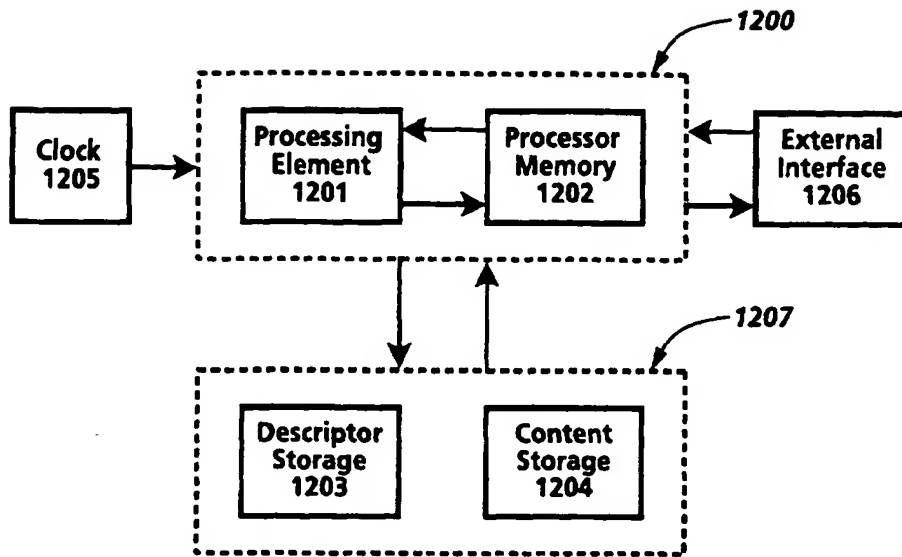 1200
Clock
1205
Processing
Element
1201
Processor
Memory
1202
External
Interface
1206
1207
Descriptor
Storage
1203
Content
Storage
1204